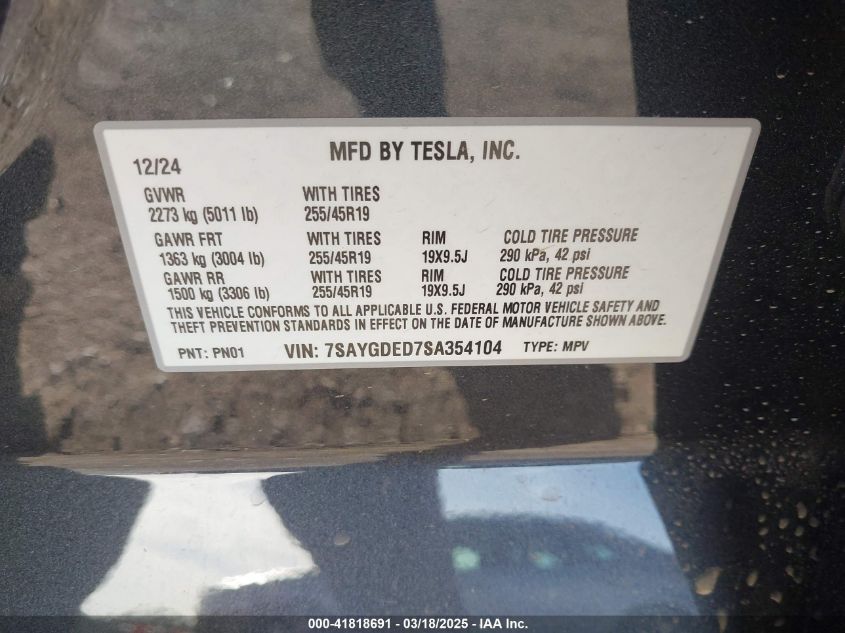 MFD BY TESLA, INC.
12/24
GVWR WITH TIRES
2273 kg (5011 lb) 255/45R19
GAWR FRT WITH TIRES RIM COLD TIRE PRESSURE
1363 kg (3004 lb) 255/45R19 19X9.5J 290 kPa, 42 psi
GAWR RR WITH TIRES RIM COLD TIRE PRESSURE
1500 kg (3306 lb) 255/45R19 19X9.5J 290 kPa, 42 psi
THIS VEHICLE CONFORMS TO ALL APPLICABLE U.S. FEDERAL MOTOR VEHICLE SAFETY AND
THEFT PREVENTION STANDARDS IN EFFECT ON THE DATE OF MANUFACTURE SHOWN ABOVE.
PNT: PN01 VIN: 7SAYGDED7SA354104 TYPE: MPV
000-41818691 - 03/18/2025 - IAA Inc.